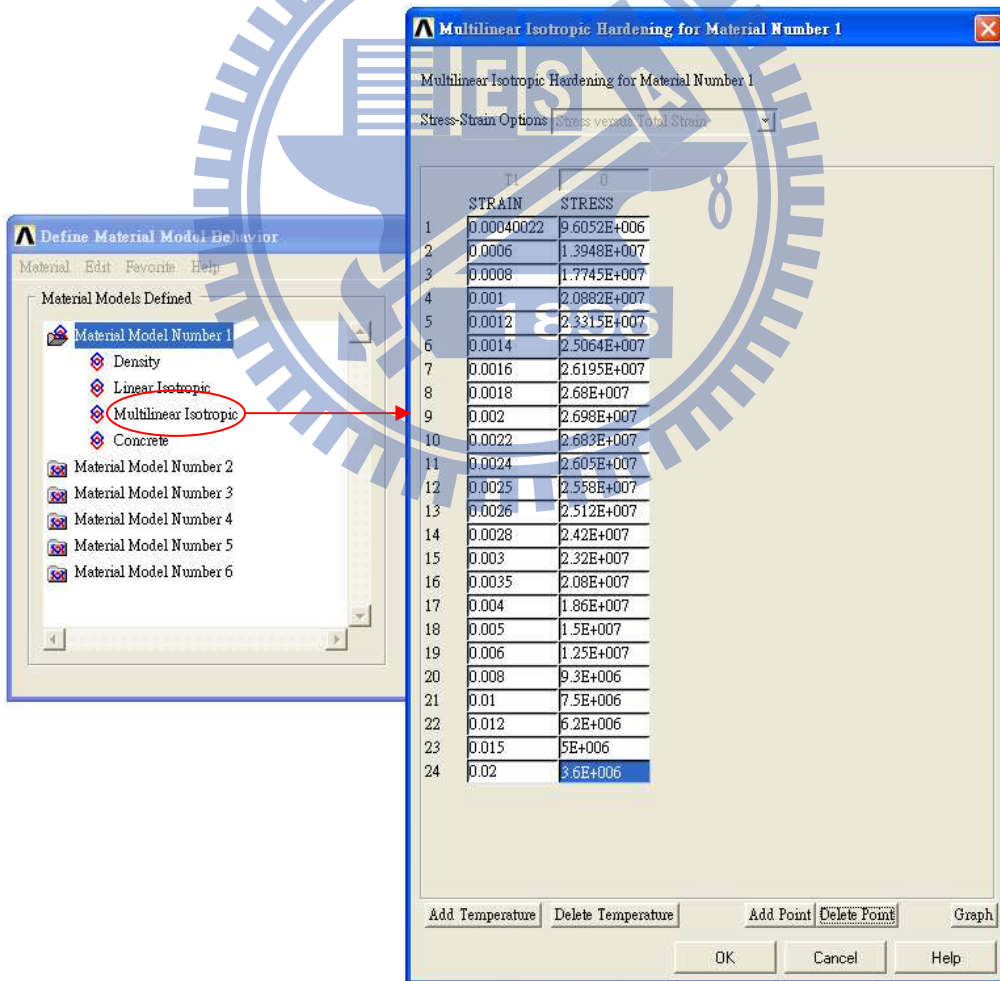 Multilinear Isotropic Hardening for Material Number 1
Multilinear Isotropic Hardening for Material Number 1
Stress-Strain Options Stress versus Total Strain
T1 0
STRAIN STRESS
1 0.00040022 9.6052E+006
2 0.0006 1.3948E+007
3 0.0008 1.7745E+007
4 0.001 2.0882E+007
5 0.0012 2.3315E+007
6 0.0014 2.5064E+007
7 0.0016 2.6195E+007
8 0.0018 2.68E+007
9 0.002 2.698E+007
10 0.0022 2.683E+007
11 0.0024 2.605E+007
12 0.0025 2.558E+007
13 0.0026 2.512E+007
14 0.0028 2.42E+007
15 0.003 2.32E+007
16 0.0035 2.08E+007
17 0.004 1.86E+007
18 0.005 1.5E+007
19 0.006 1.25E+007
20 0.008 9.3E+006
21 0.01 7.5E+006
22 0.012 6.2E+006
23 0.015 5E+006
24 0.02 3.6E+006
Add Temperature Delete Temperature Add Point Delete Point Graph
OK Cancel Help
Define Material Model Behavior
Material Edit Favorite Help
Material Models Defined
Material Model Number 1
Density
Linear Isotropic
Multilinear Isotropic
Concrete
Material Model Number 2
Material Model Number 3
Material Model Number 4
Material Model Number 5
Material Model Number 6
E S A
8
1896